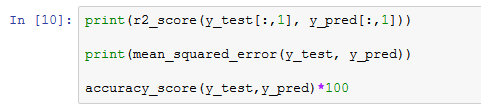 In [10]: print(r2_score(y_test[:,1], y_pred[:,1]))
print(mean_squared_error(y_test, y_pred))
accuracy_score(y_test,y_pred)*100